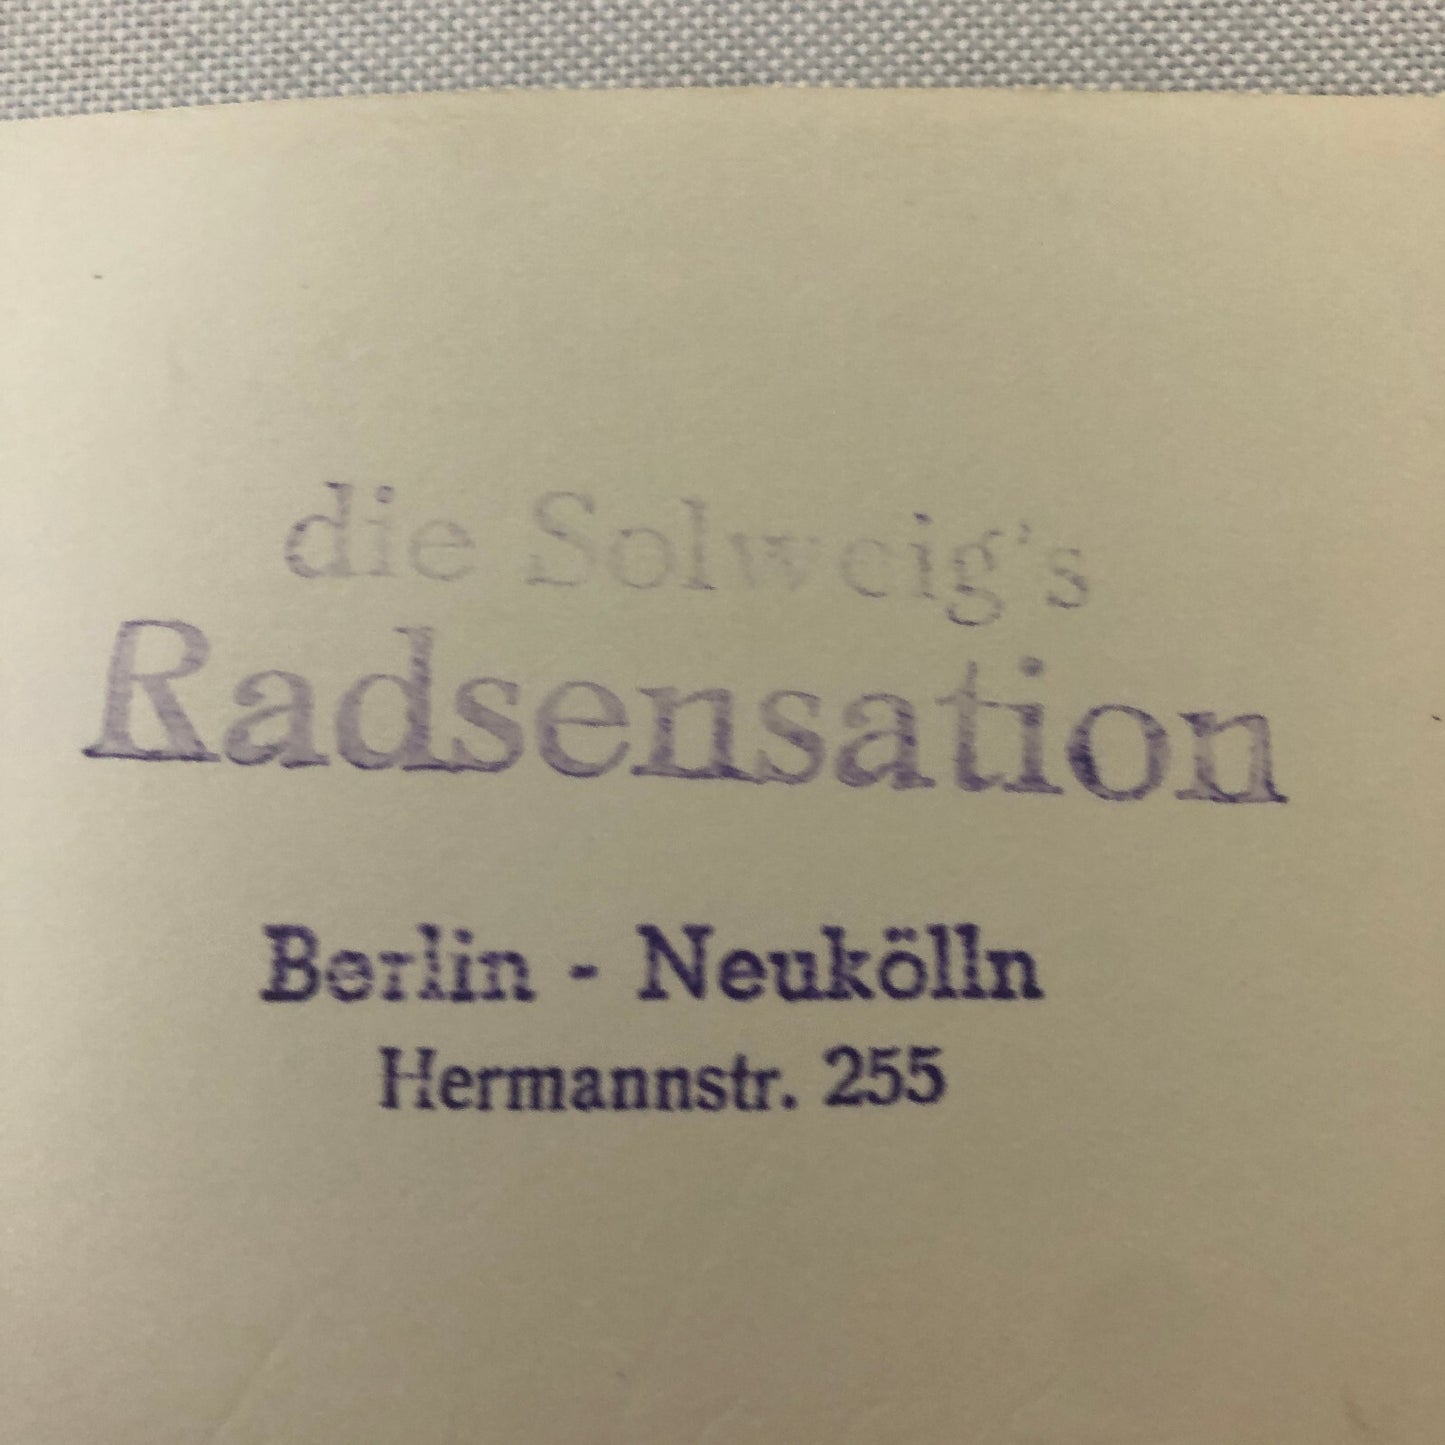 die Solweig's
Radsensation
Berlin - Neukölln
Hermannstr. 255